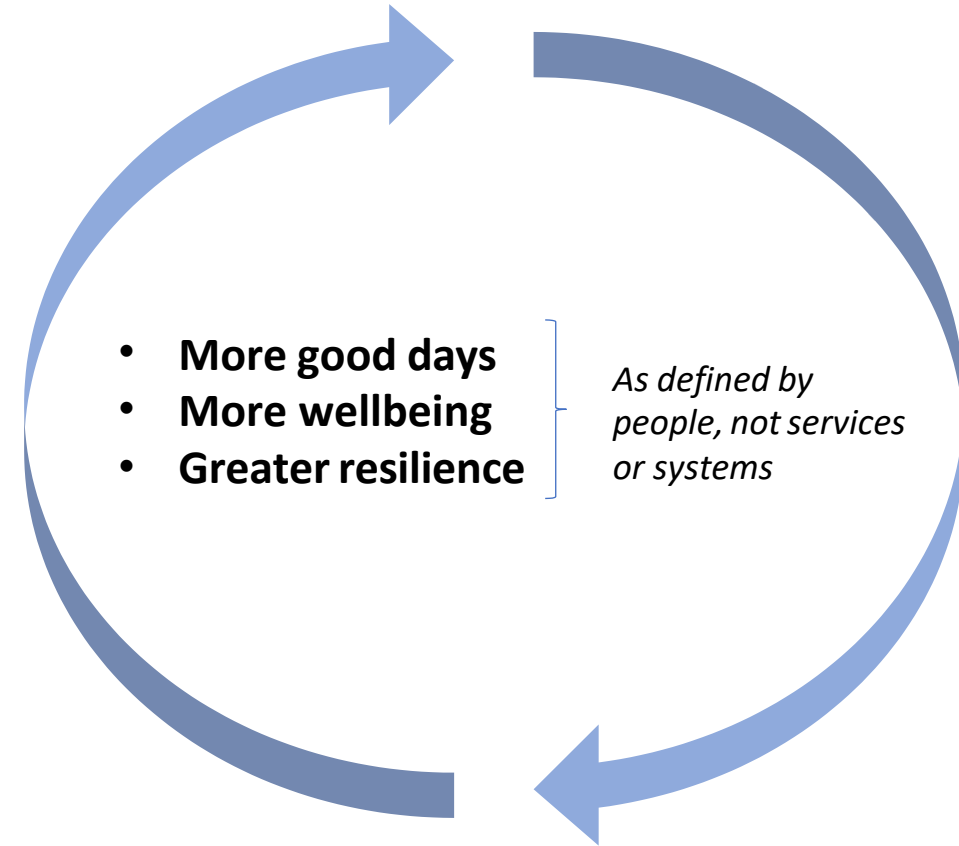 • More good days
• More wellbeing
• Greater resilience
As defined by
people, not services
or systems